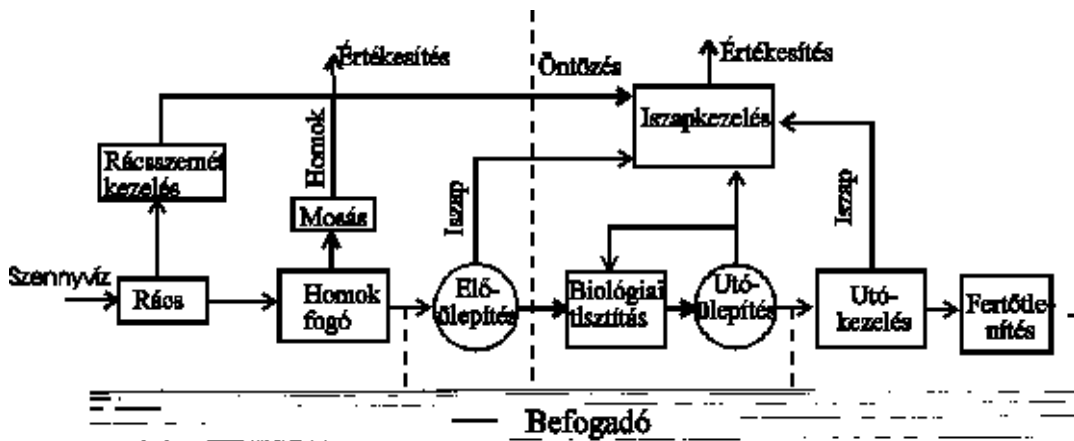 Értékesítés
Öntözés
Értékesítés
Iszapkezelés
Rácsszemét
kezelés
Homok
Mosás
Iszap
Iszap
Szennyvíz
Rács
Homok
fogó
Elő-
ülepítés
Biológiai
tisztítás
Utó-
ülepítés
Utó-
kezelés
Fertőtle-
nítés
Befogadó